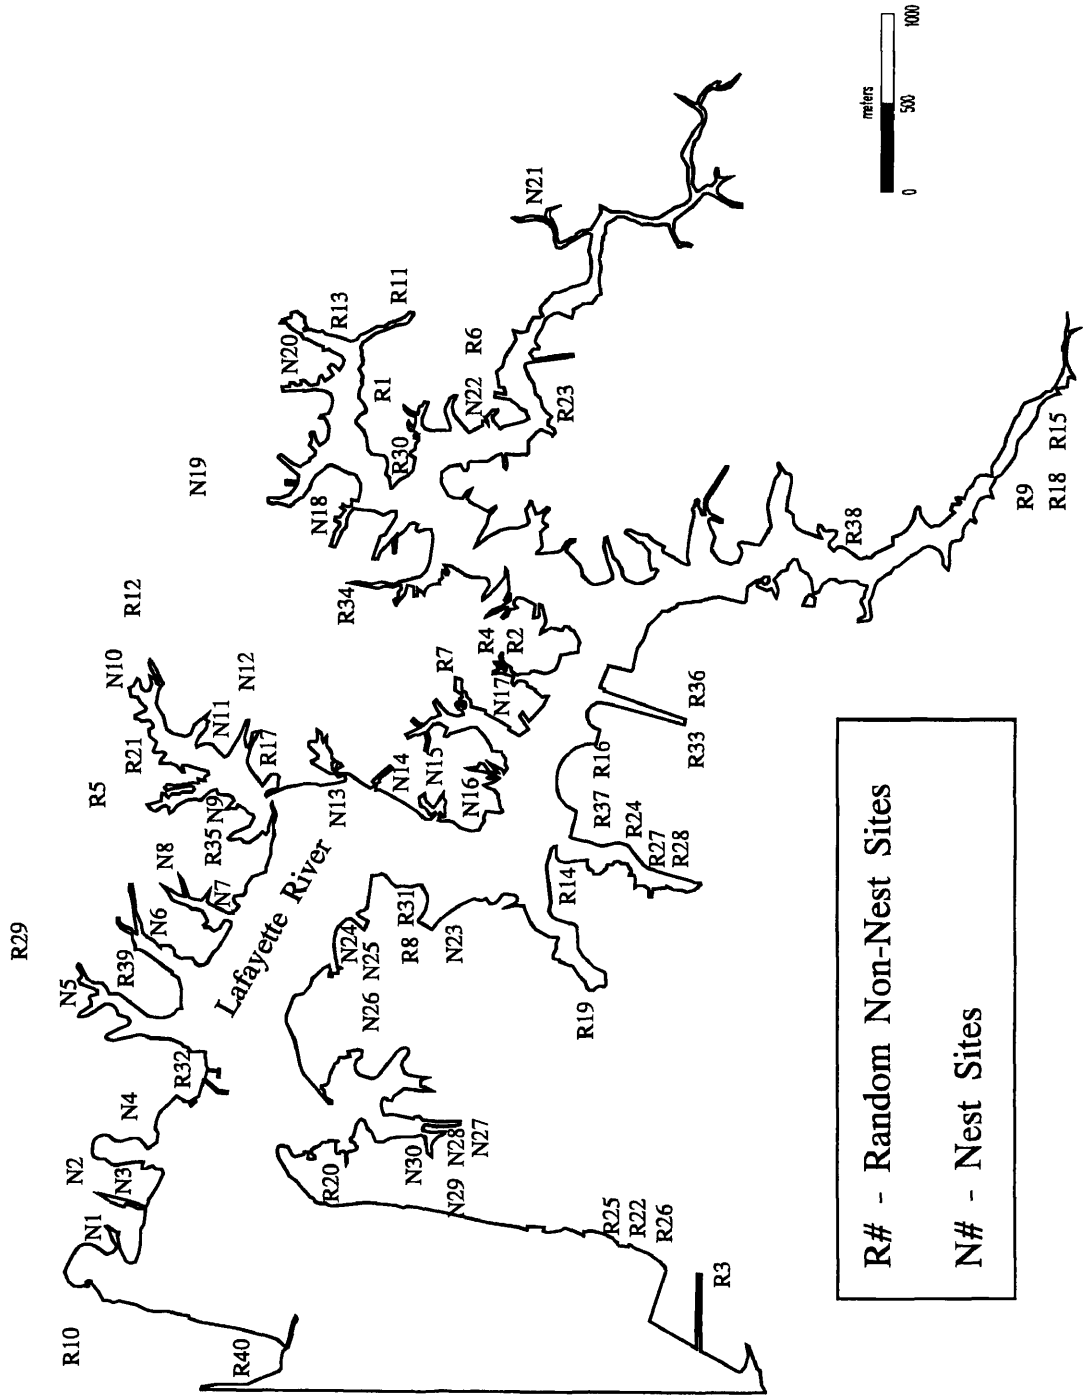 R29
R10
N2
N5
N1
R5
N10
N3
N4
R39
R21
R12
N6
N8
R32
N19
R35
N9
N7
N11
R40
N12
R17
Lafayette River
N20
N18
R20
N13
R13
R34
N24
N26
N25
R1
N14
R30
R11
R31
N30
R8
N15
R7
N29
N28
N23
N16
N22
R6
N27
R4
N17
R2
N21
R14
R23
R19
R37
R16
R25
R24
R22
R27
R26
R28
R33
R36
R3
R38
meters
R# - Random Non-Nest Sites
0 500 1000
N# - Nest Sites
R9
R18
R15